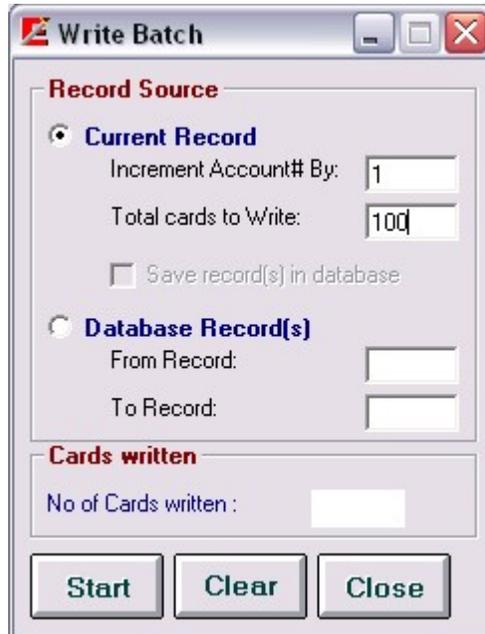 Write Batch
Record Source
Current Record
Increment Account# By: 1
Total cards to Write: 100
Save record(s) in database
Database Record(s)
From Record:
To Record:
Cards written
No of Cards written :
Start Clear Close